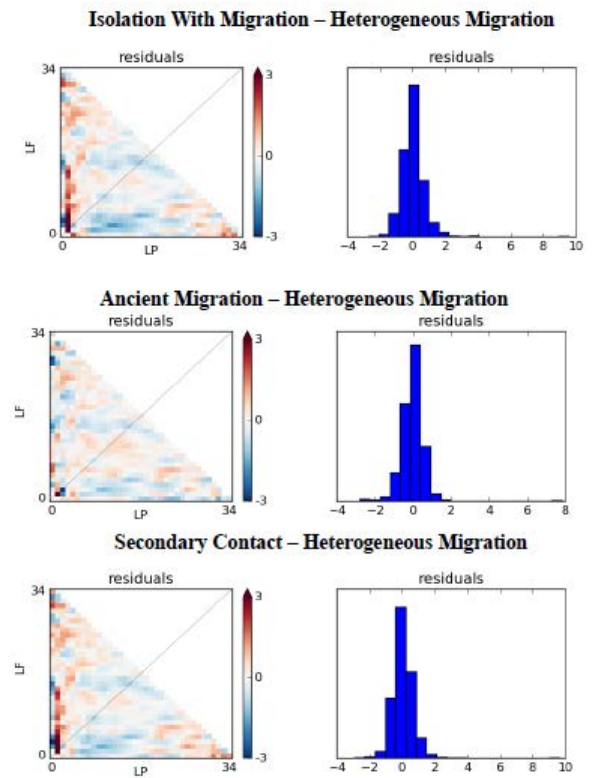 Isolation With Migration – Heterogeneous Migration
residuals
34
LF
0
0
LP
34
3
0
-3
residuals
−4 −2 0 2 4 6 8 10
Ancient Migration – Heterogeneous Migration
residuals
34
LF
0
0
LP
34
3
0
-3
residuals
−4 −2 0 2 4 6 8
Secondary Contact – Heterogeneous Migration
residuals
34
LF
0
0
LP
34
3
0
-3
residuals
−4 −2 0 2 4 6 8 10